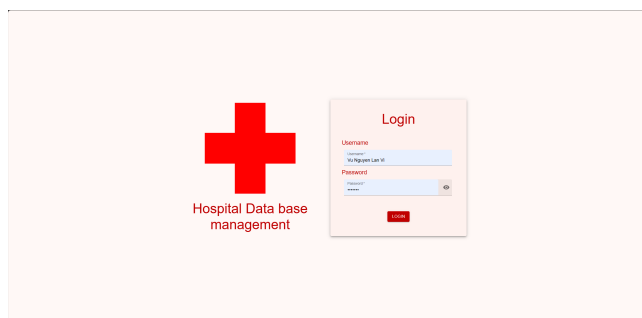 Hospital Data base
management
Login
Username
Username*
Vu Nguyen Lan Vi
Password
Password*
••••••
LOGIN